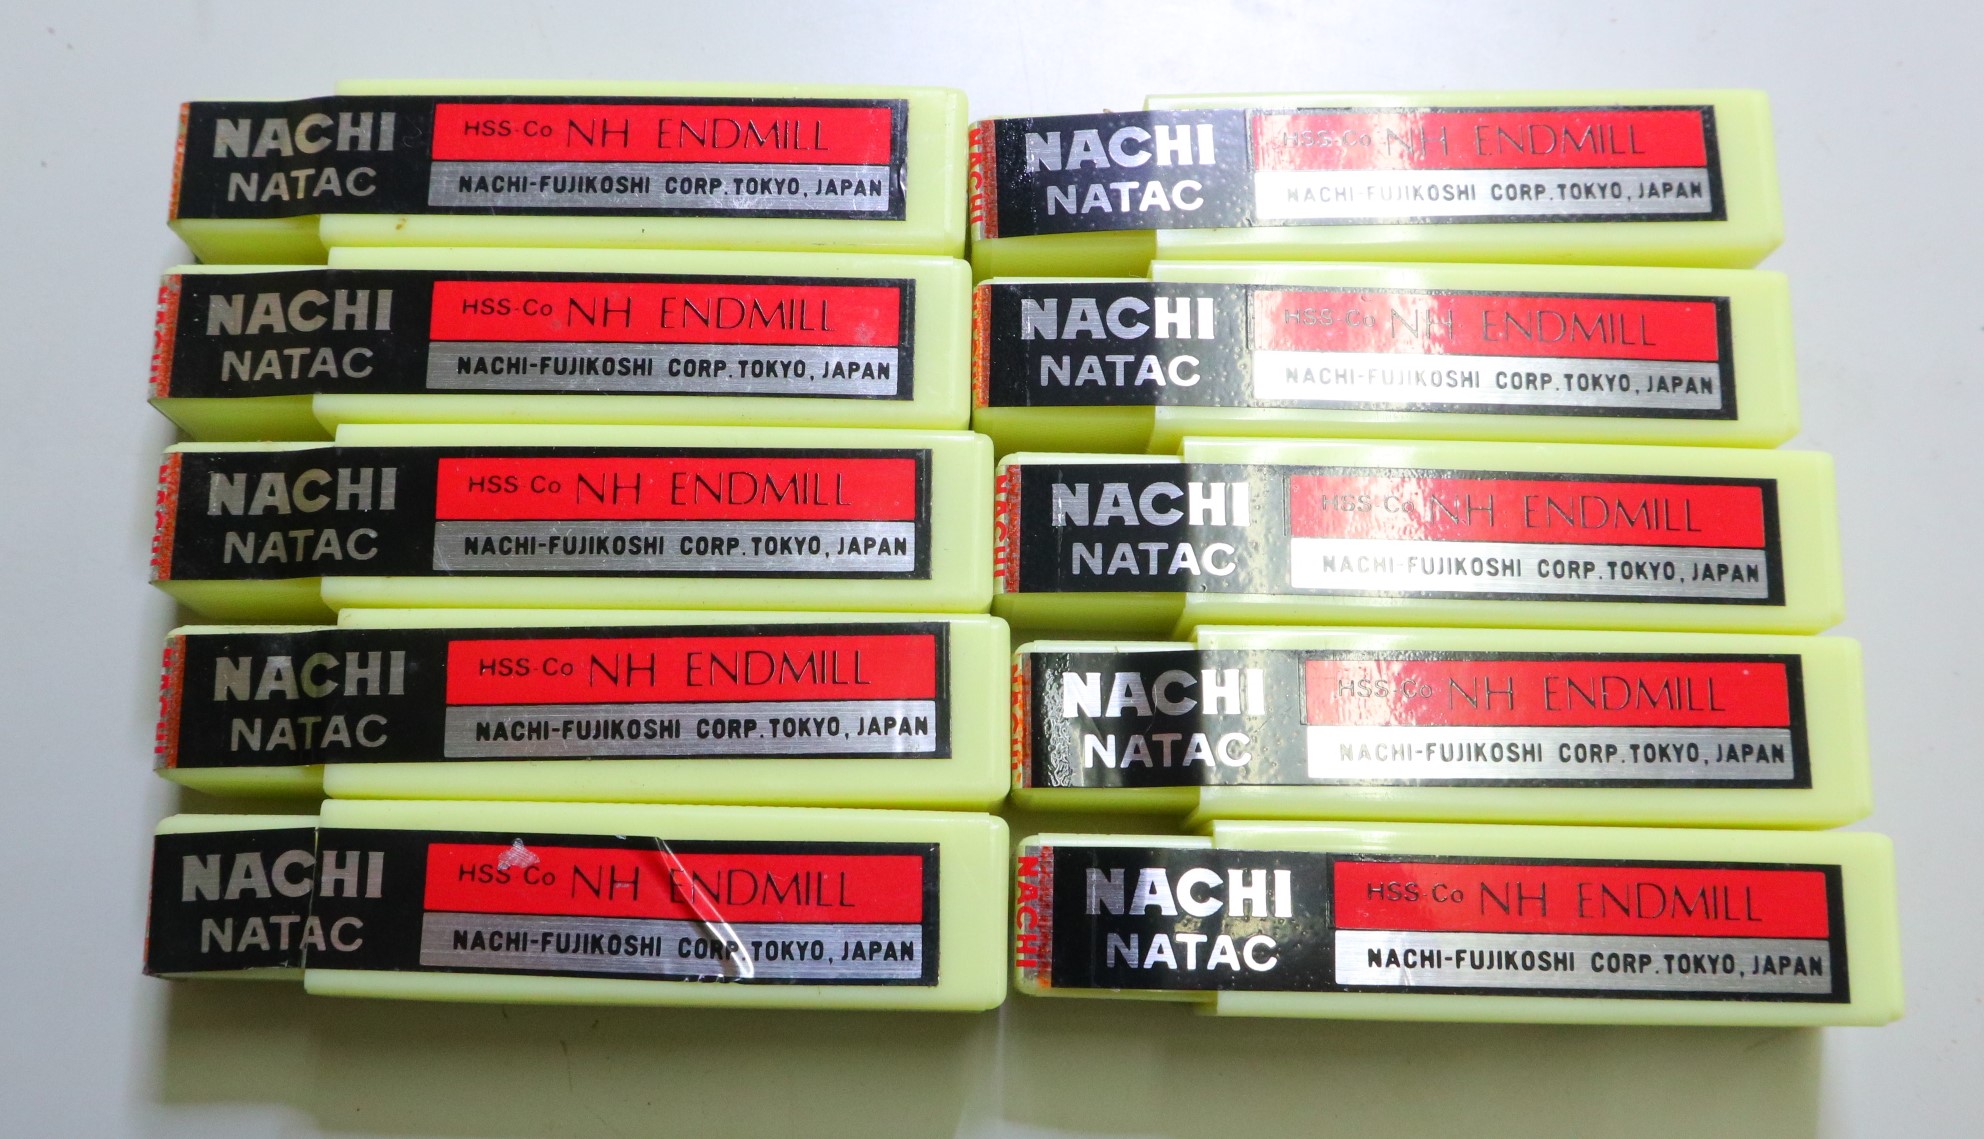 NACHI
NATAC
HSS-Co NH ENDMILL
NACHI-FUJIKOSHI CORP. TOKYO, JAPAN
NACHI
NATAC
HSS-Co NH ENDMILL
NACHI-FUJIKOSHI CORP. TOKYO, JAPAN
NACHI
NATAC
HSS-Co NH ENDMILL
NACHI-FUJIKOSHI CORP. TOKYO, JAPAN
NACHI
NATAC
HSS-Co NH ENDMILL
NACHI-FUJIKOSHI CORP. TOKYO, JAPAN
NACHI
NATAC
HSS Co NH ENDMILL
NACHI-FUJIKOSHI CORP. TOKYO, JAPAN
NACHI
NATAC
HSS Co NH ENDMILL
NACHI-FUJIKOSHI CORP. TOKYO, JAPAN
NACHI
NATAC
HSS-Co NH ENDMILL
NACHI-FUJIKOSHI CORP. TOKYO, JAPAN
NACHI
NATAC
HSS-Co NH ENDMILL
NACHI-FUJIKOSHI CORP. TOKYO, JAPAN
NACHI
NATAC
HSS Co NH ENDMILL
NACHI-FUJIKOSHI CORP. TOKYO, JAPAN
NACHI
NACHI
NATAC
HSS-Co NH ENDMILL
NACHI-FUJIKOSHI CORP. TOKYO, JAPAN